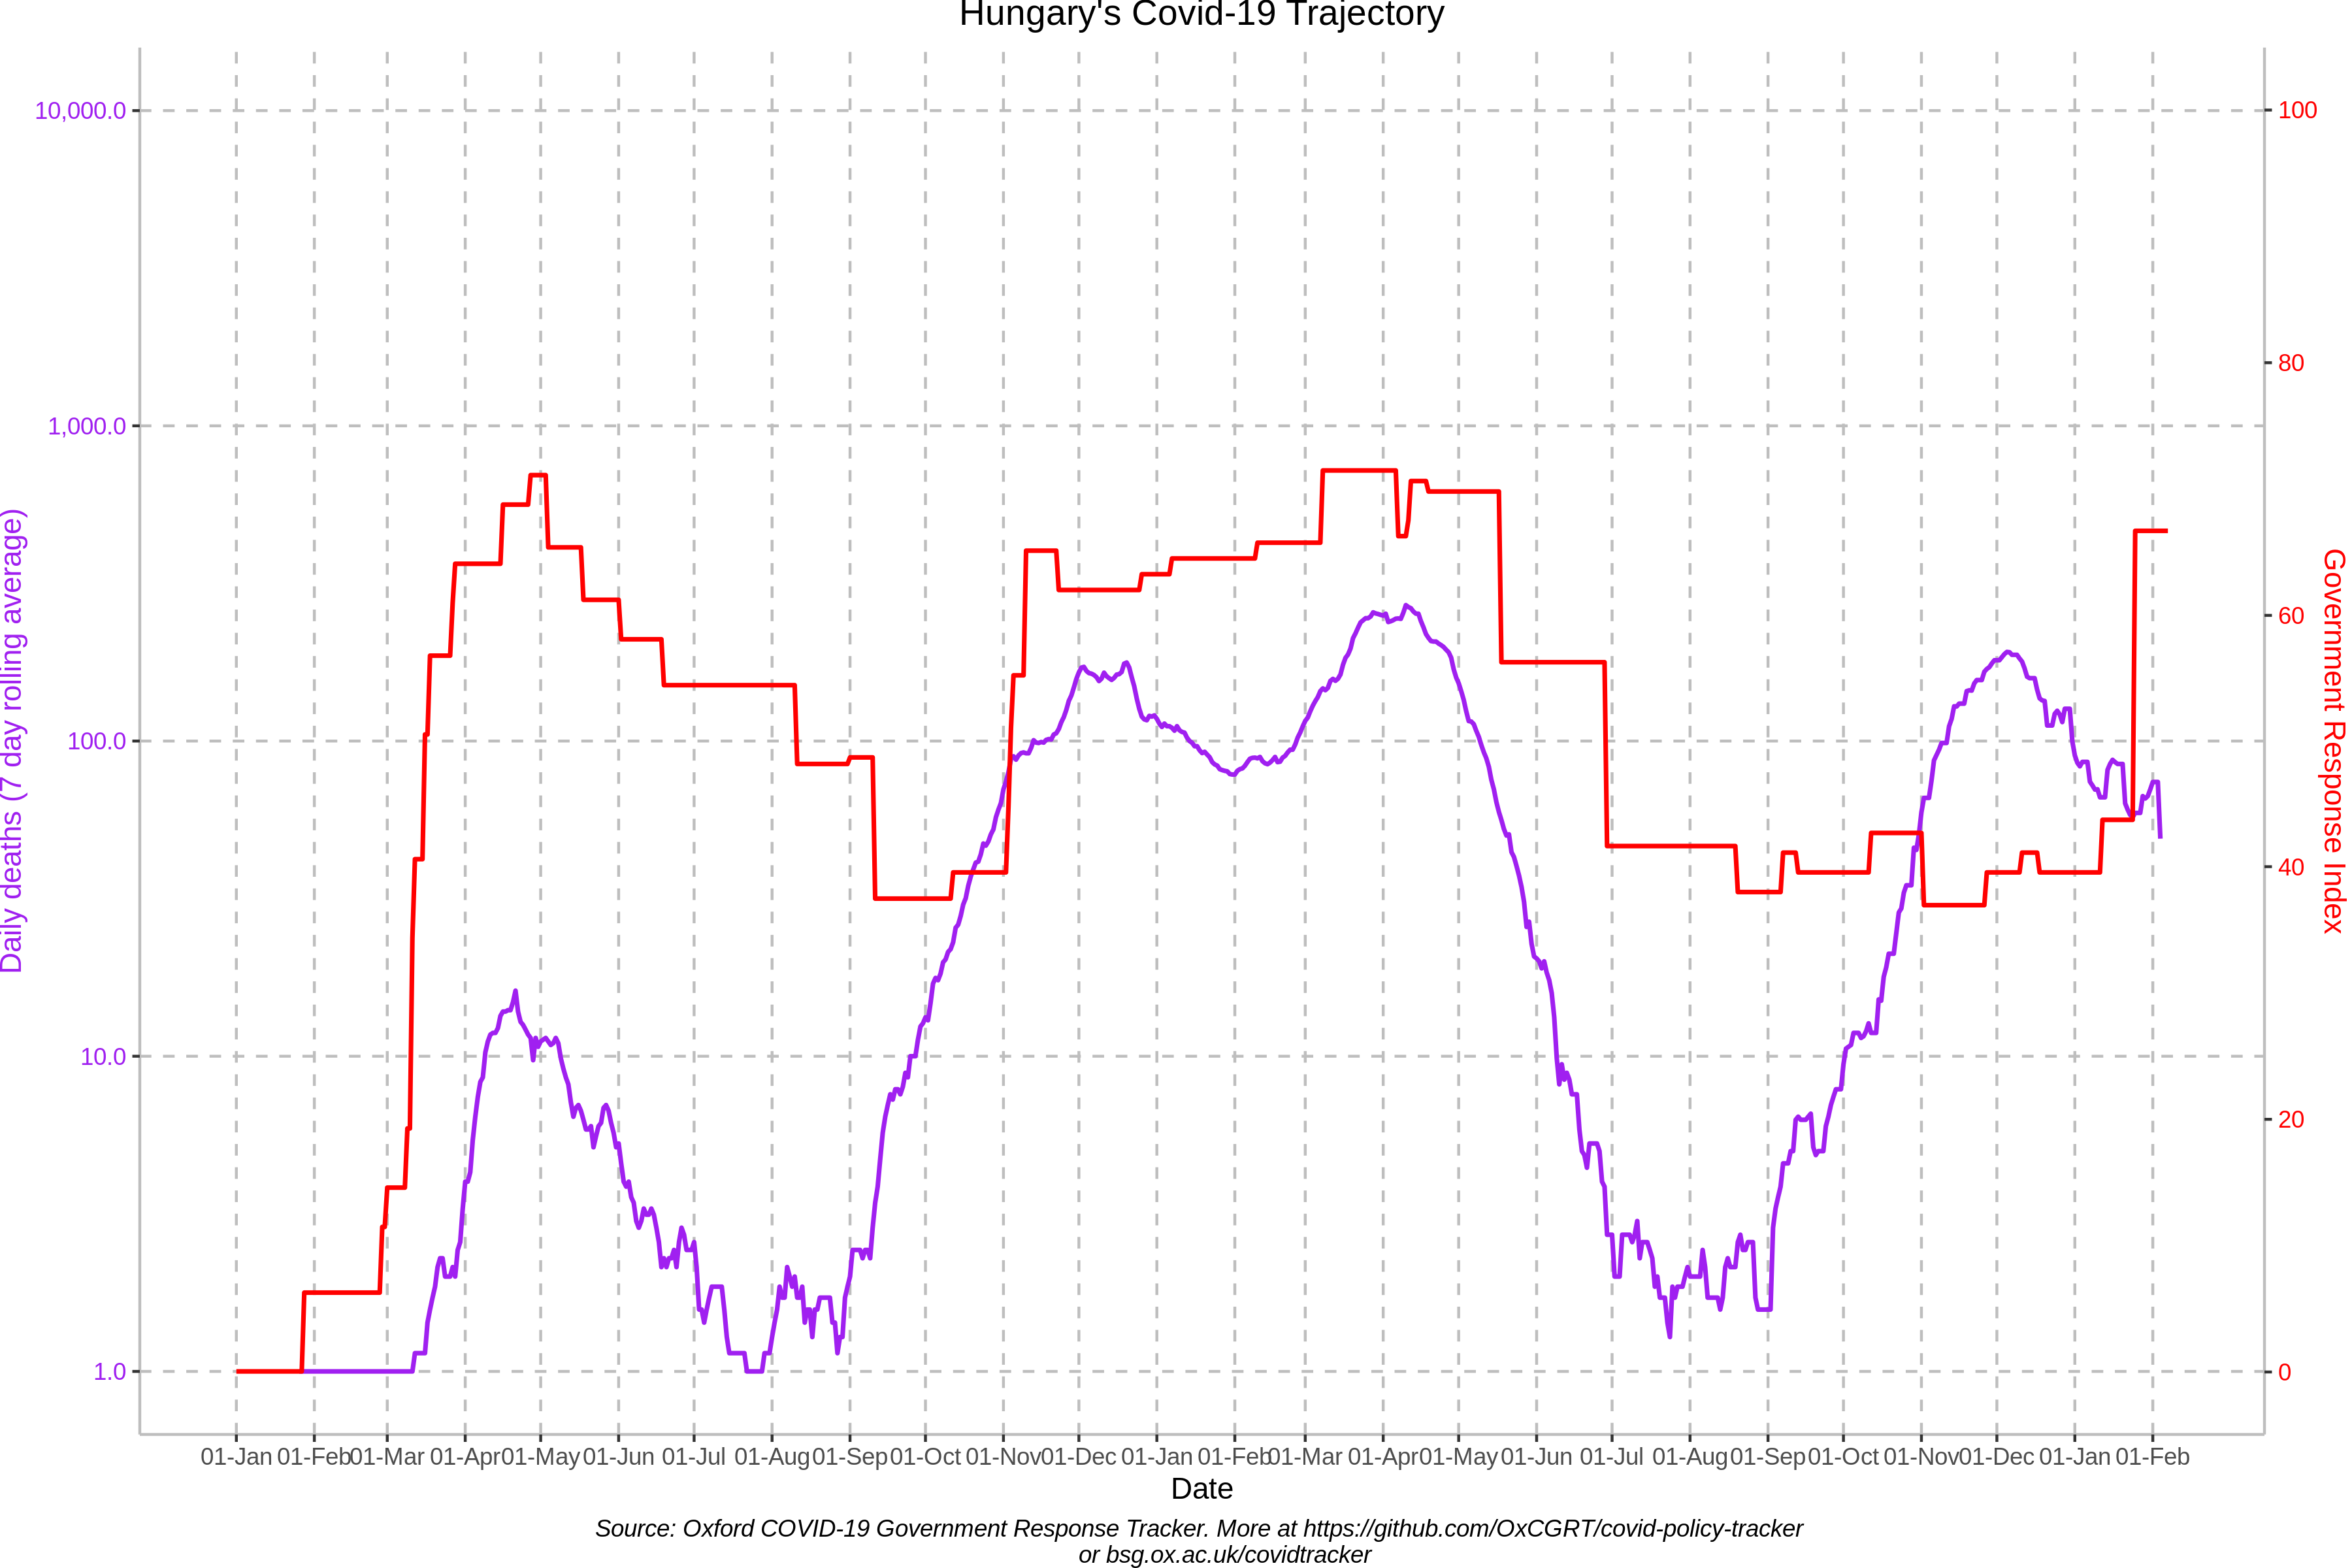 Hungary's Covid-19 Trajectory
10,000.0
1,000.0
100.0
10.0
1.0
Daily deaths (7 day rolling average)
100
80
60
40
20
0
Government Response Index
01-Jan 01-Feb 01-Mar 01-Apr 01-May 01-Jun 01-Jul 01-Aug 01-Sep 01-Oct 01-Nov 01-Dec 01-Jan 01-Feb 01-Mar 01-Apr 01-May 01-Jun 01-Jul 01-Aug 01-Sep 01-Oct 01-Nov 01-Dec 01-Jan 01-Feb
Date
Source: Oxford COVID-19 Government Response Tracker. More at https://github.com/OxCGRT/covid-policy-tracker
or bsg.ox.ac.uk/covidtracker